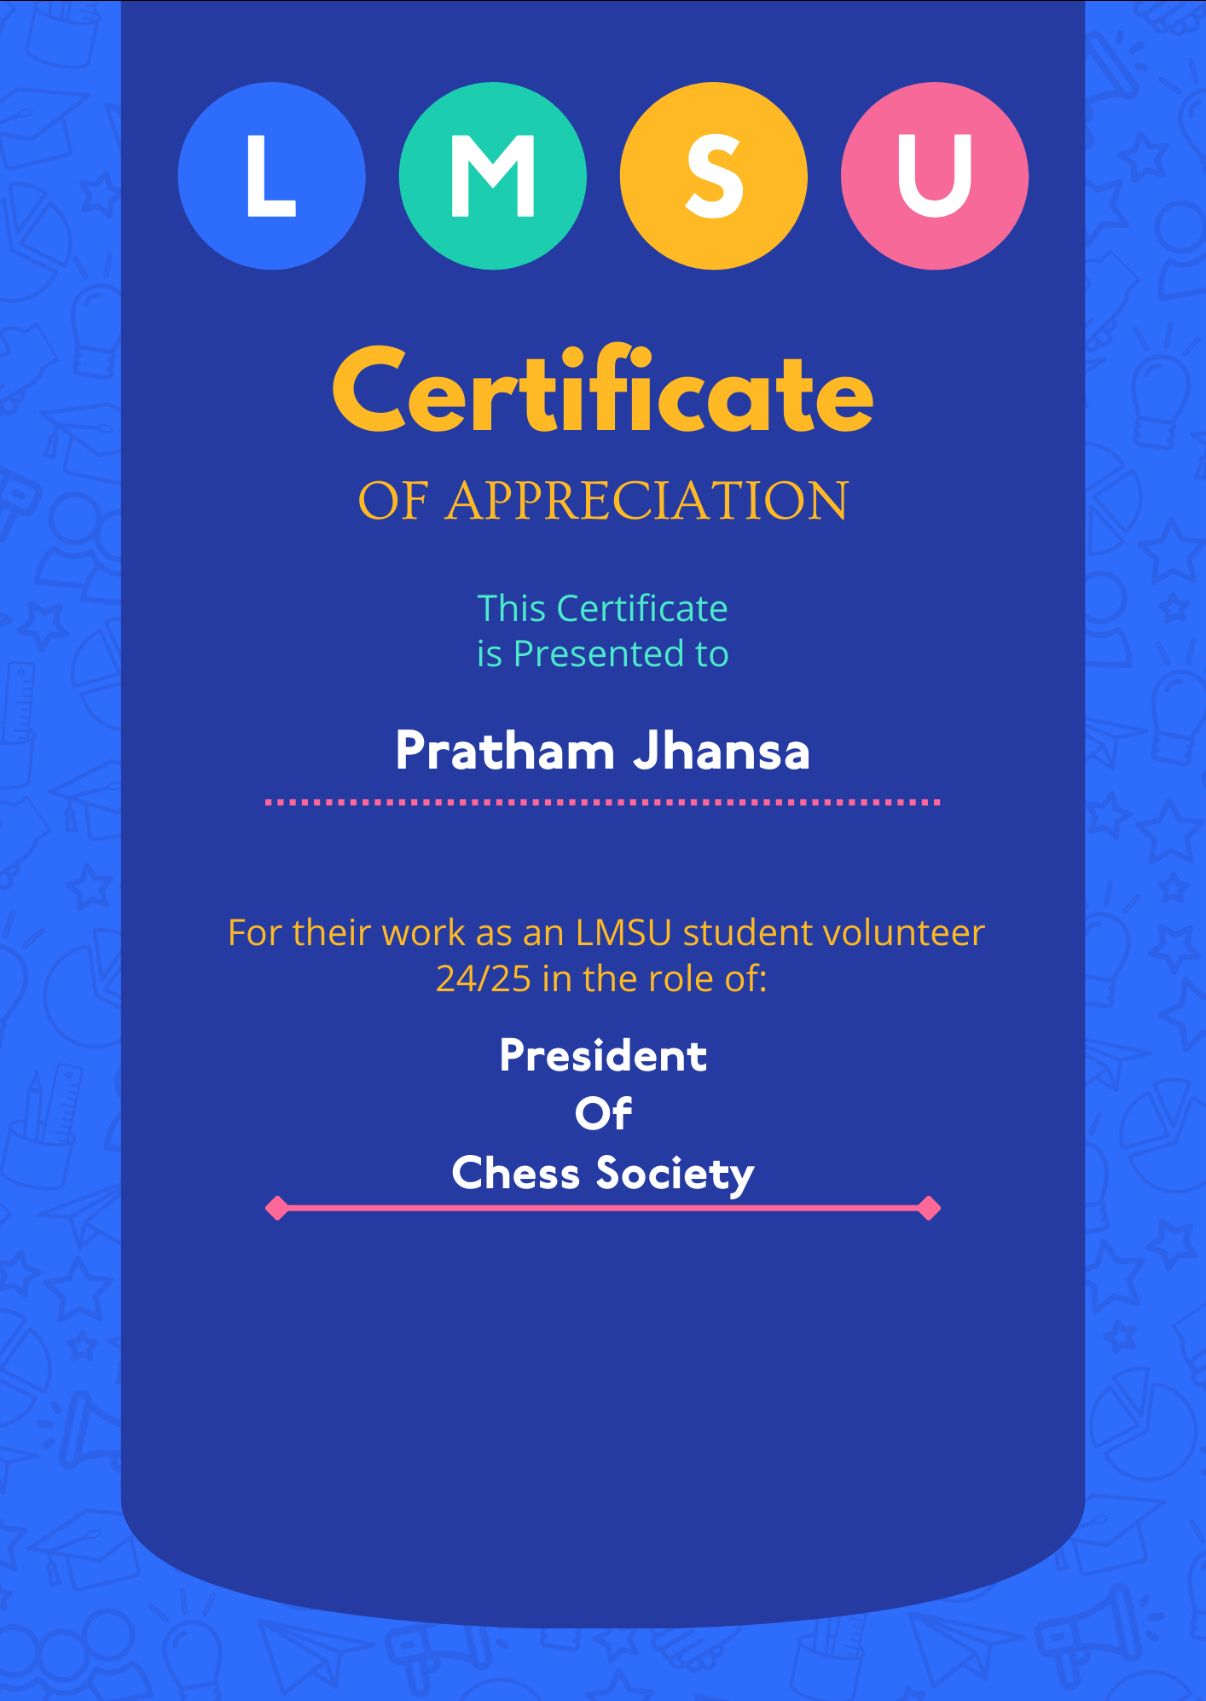 L M S U
Certificate
OF APPRECIATION
This Certificate
is Presented to
Pratham Jhansa
For their work as an LMSU student volunteer
24/25 in the role of:
President
Of
Chess Society